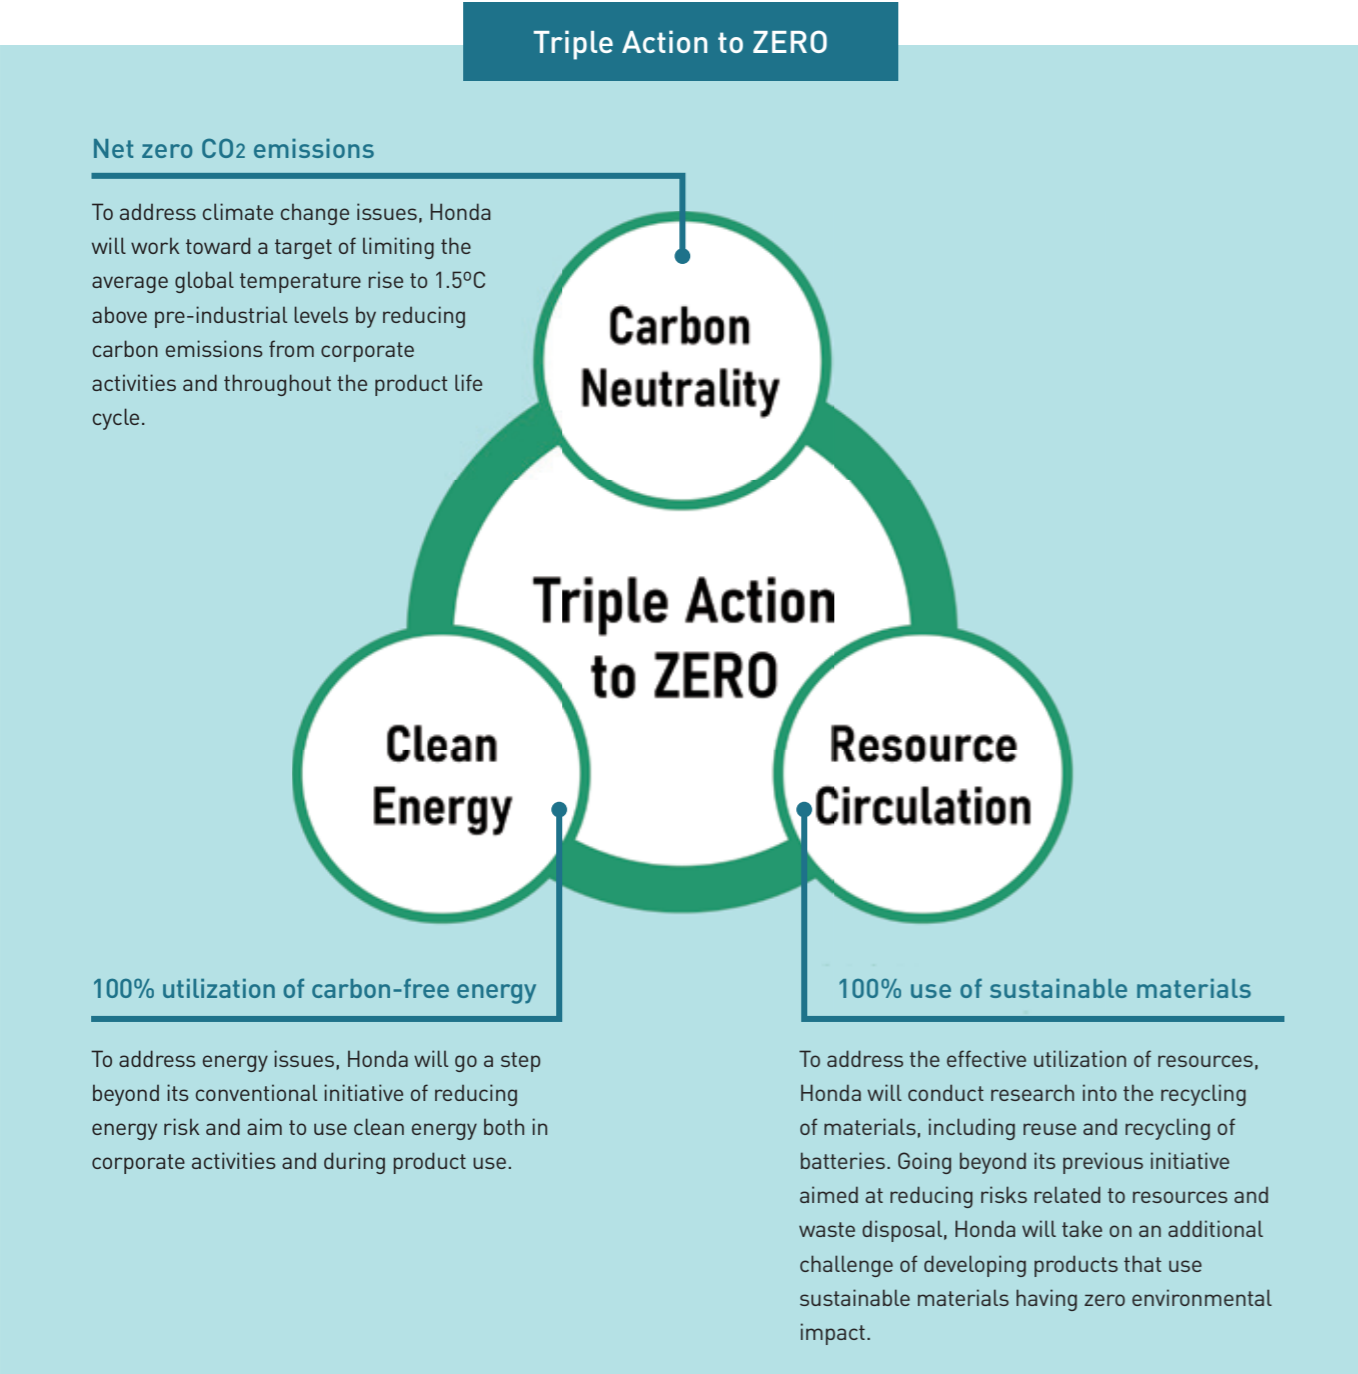 Triple Action to ZERO
Net zero CO2 emissions
To address climate change issues, Honda
will work toward a target of limiting the
average global temperature rise to 1.5ºC
above pre-industrial levels by reducing
carbon emissions from corporate
activities and throughout the product life
cycle.
Carbon
Neutrality
Triple Action
to ZERO
Clean
Energy
Resource
Circulation
100% utilization of carbon-free energy
To address energy issues, Honda will go a step
beyond its conventional initiative of reducing
energy risk and aim to use clean energy both in
corporate activities and during product use.
100% use of sustainable materials
To address the effective utilization of resources,
Honda will conduct research into the recycling
of materials, including reuse and recycling of
batteries. Going beyond its previous initiative
aimed at reducing risks related to resources and
waste disposal, Honda will take on an additional
challenge of developing products that use
sustainable materials having zero environmental
impact.